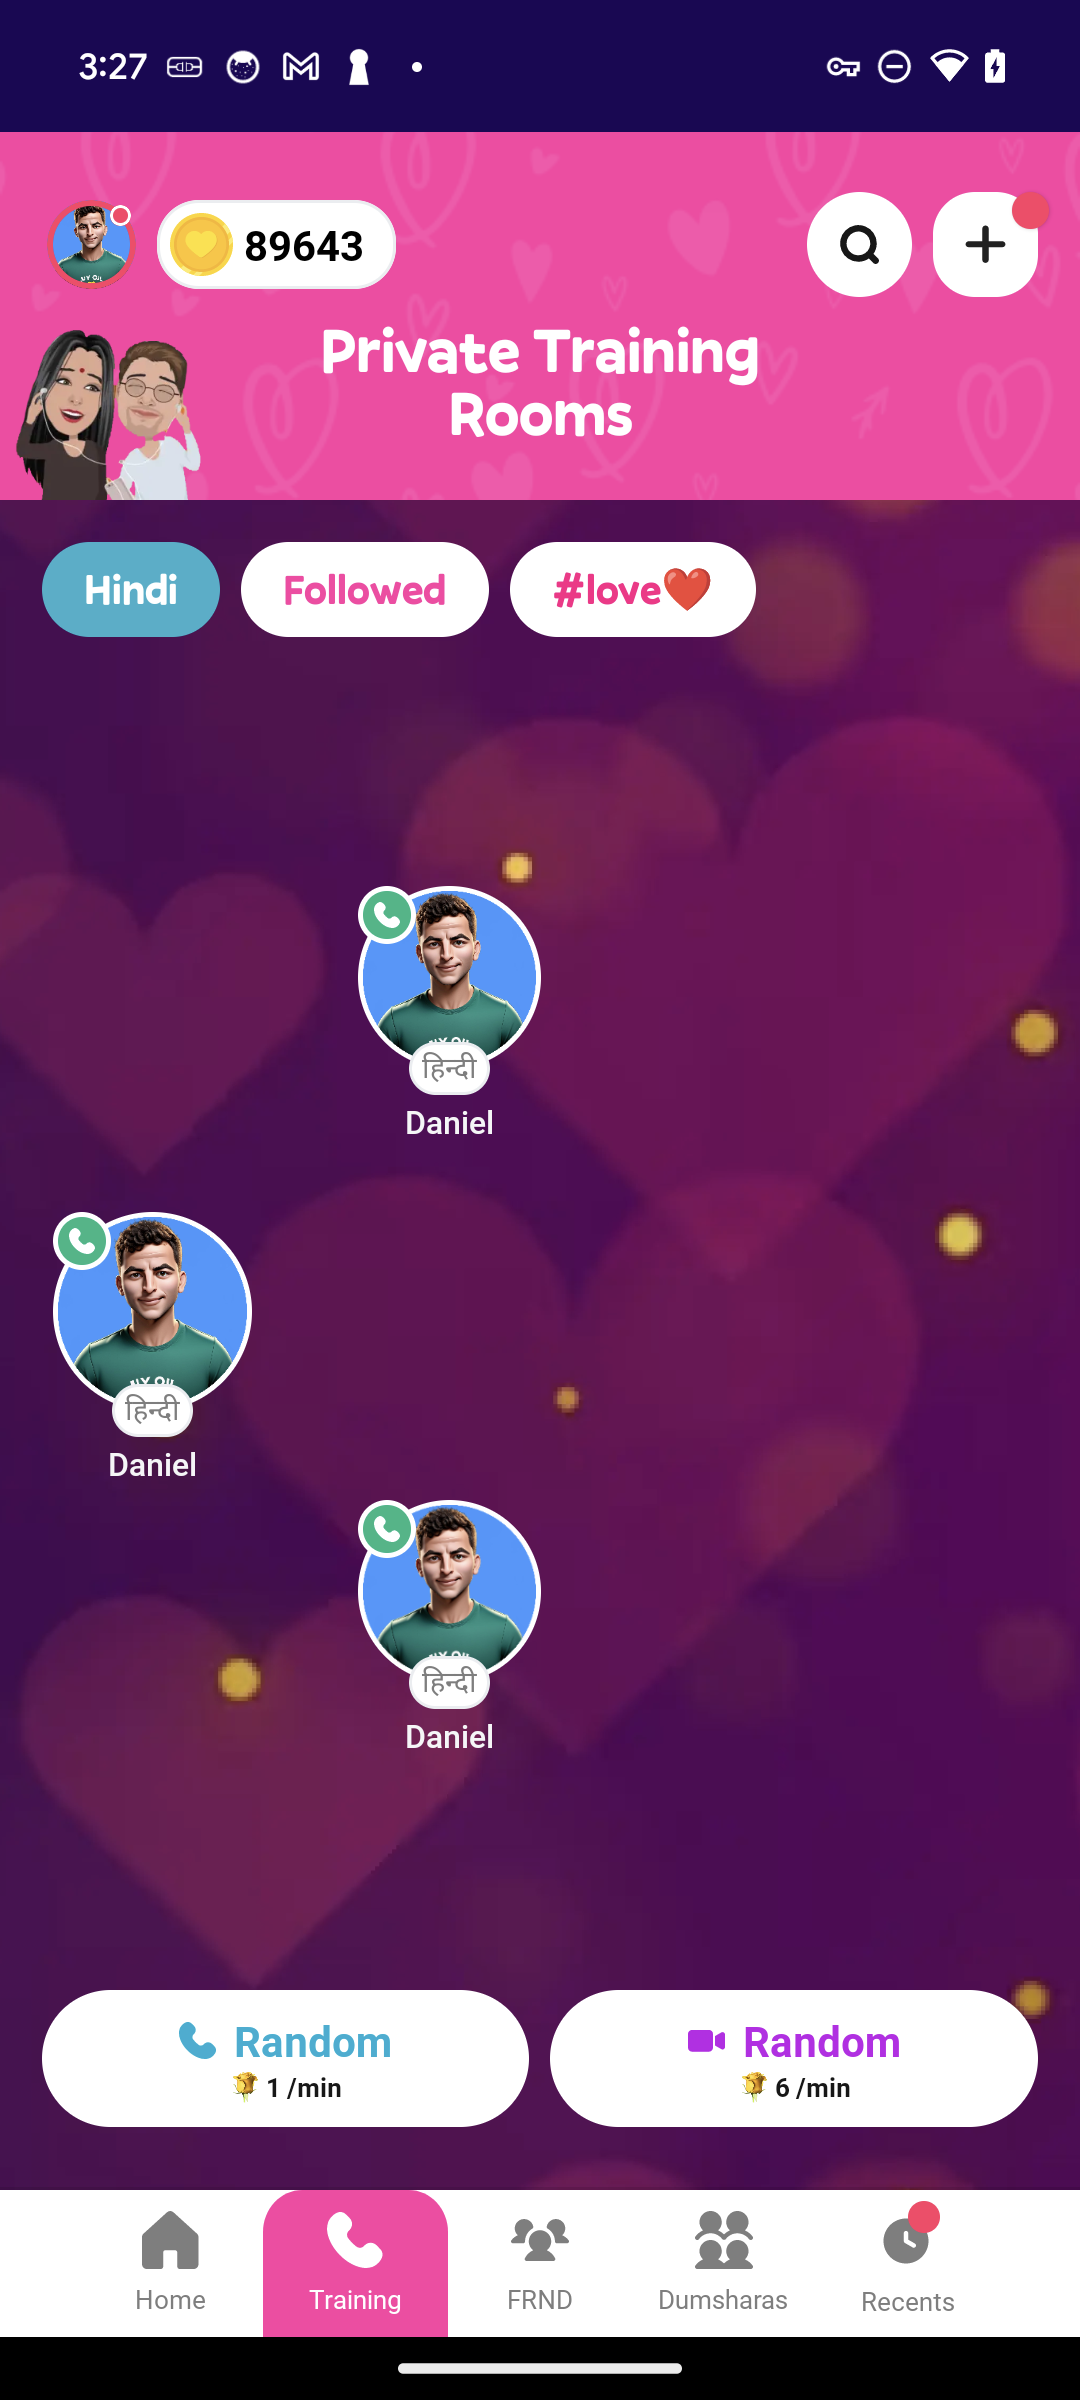 3:27
89643
Private Training
Rooms
Hindi
Followed
#love❤️
हिन्दी
Daniel
हिन्दी
Daniel
हिन्दी
Daniel
Random
1 /min
Random
6 /min
Home
Training
FRND
Dumsharas
Recents